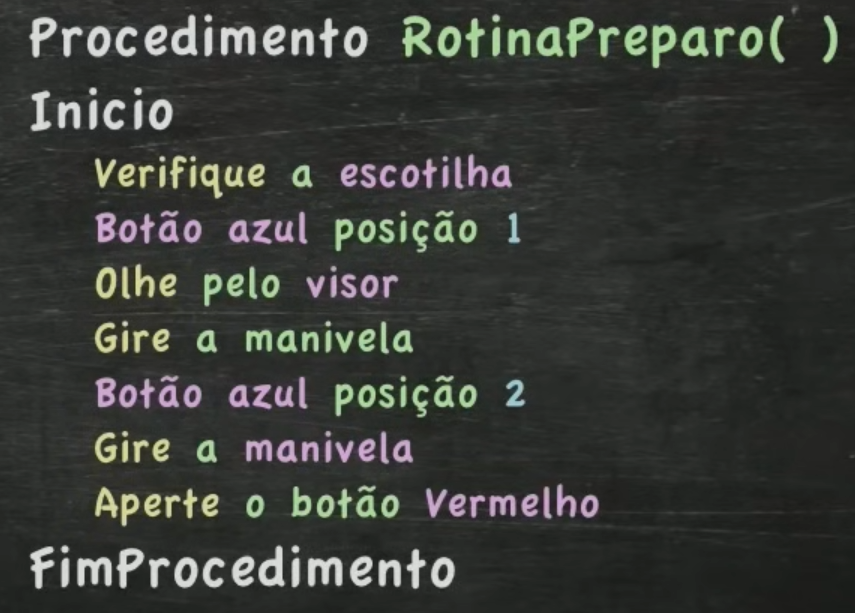 Procedimento RotinaPreparo( )
Inicio
Verifique a escotilha
Botão azul posição 1
Olhe pelo visor
Gire a manivela
Botão azul posição 2
Gire a manivela
Aperte o botão Vermelho
FimProcedimento